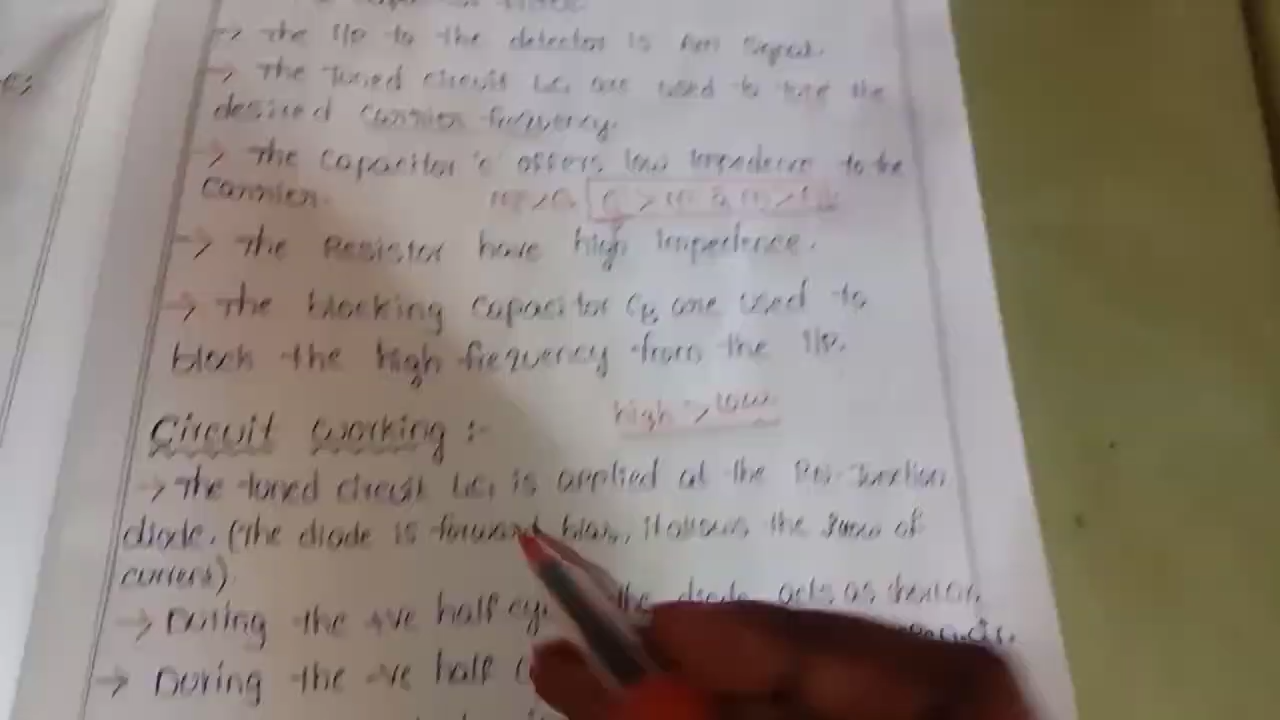 -> The I/P to the detector is Am Signal.
-> The Tuned circuit LC1 are used to tune the
desired carrier frequency.
-> The capacitor 'c' offers low impedence to the
carrier.
-> The Resistor have high impedence.
-> The blocking capacitor CB are used to
block the high frequency from the I/P.
high > low
Circuit working :-
-> The tuned circuit LC1 is applied at the PN-Junction
diode. (The diode is forward bias, it allows the flow of
current)
-> During the +ve half cy the diode acts as
-> During the -ve half